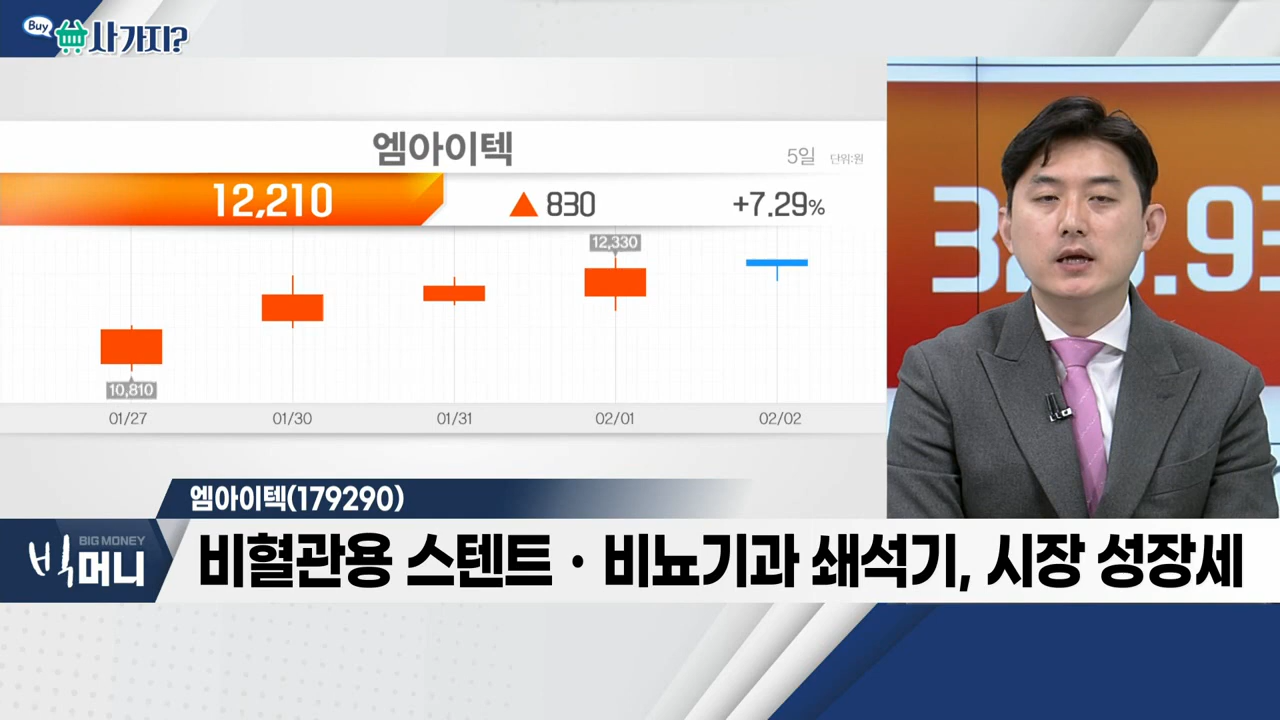 Buy
사가지?
엠아이텍
5일 단위:원
12,210 ▲ 830 +7.29%
12,330
10,810
01/27 01/30 01/31 02/01 02/02
엠아이텍(179290)
BIG MONEY
빅머니
비혈관용 스텐트·비뇨기과 쇄석기, 시장 성장세